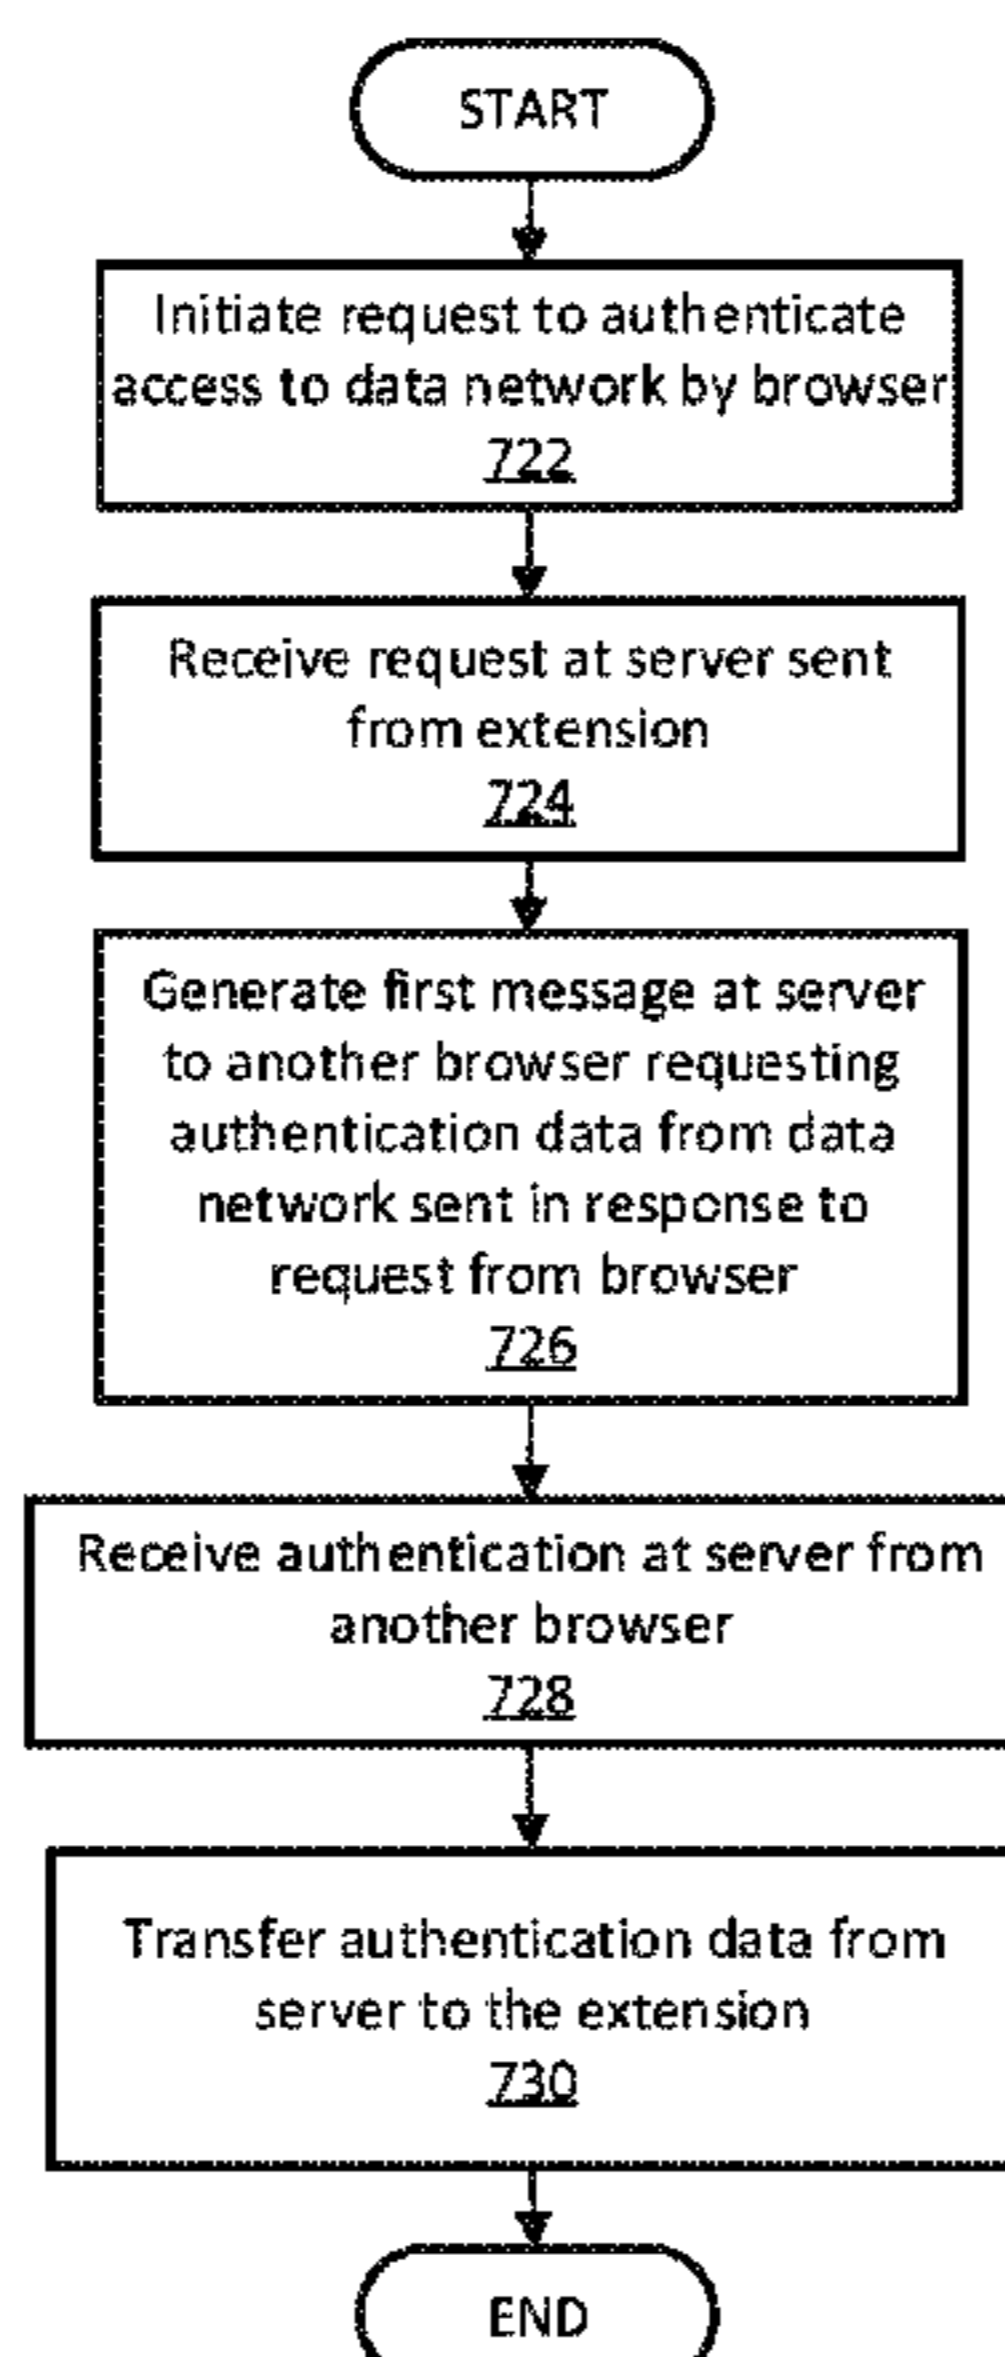 START
Initiate request to authenticate
access to data network by browser
722
Receive request at server sent
from extension
724
Generate first message at server
to another browser requesting
authentication data from data
network sent in response to
request from browser
726
Receive authentication at server from
another browser
728
Transfer authentication data from
server to the extension
730
END